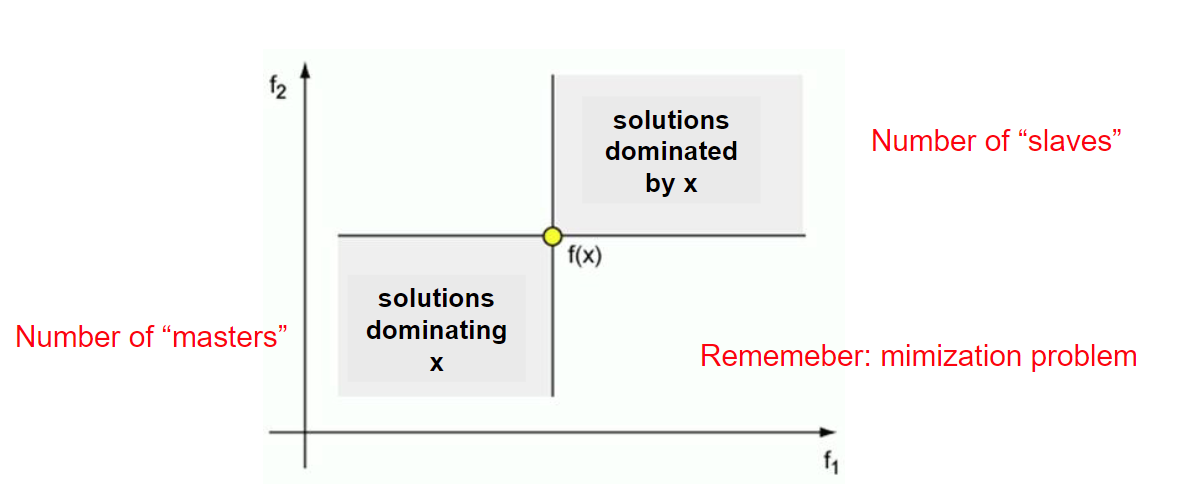 f2
solutions
dominated
by x
Number of “slaves”
f(x)
solutions
dominating
x
Number of “masters”
Rememeber: mimization problem
f1